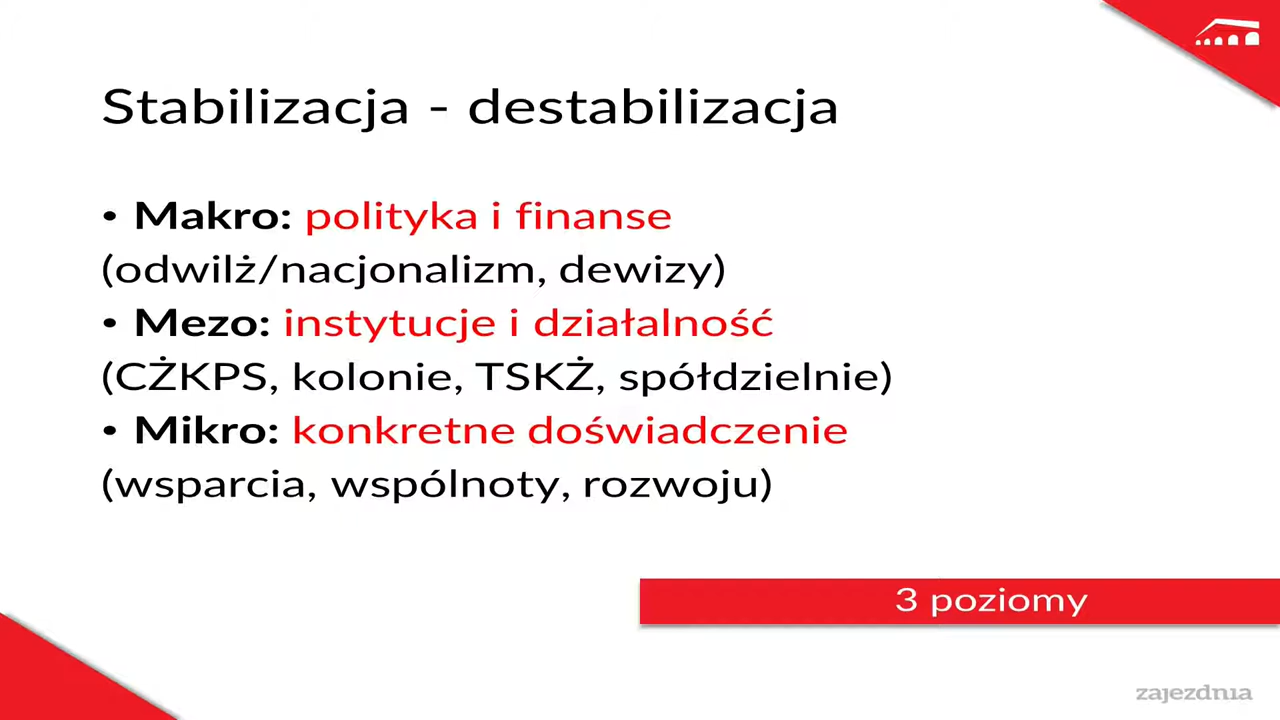 Stabilizacja - destabilizacja
• Makro: polityka i finanse
(odwilż/nacjonalizm, dewizy)
• Mezo: instytucje i działalność
(CŻKPS, kolonie, TSKŻ, spółdzielnie)
• Mikro: konkretne doświadczenie
(wsparcia, wspólnoty, rozwoju)
3 poziomy
zajezdnia